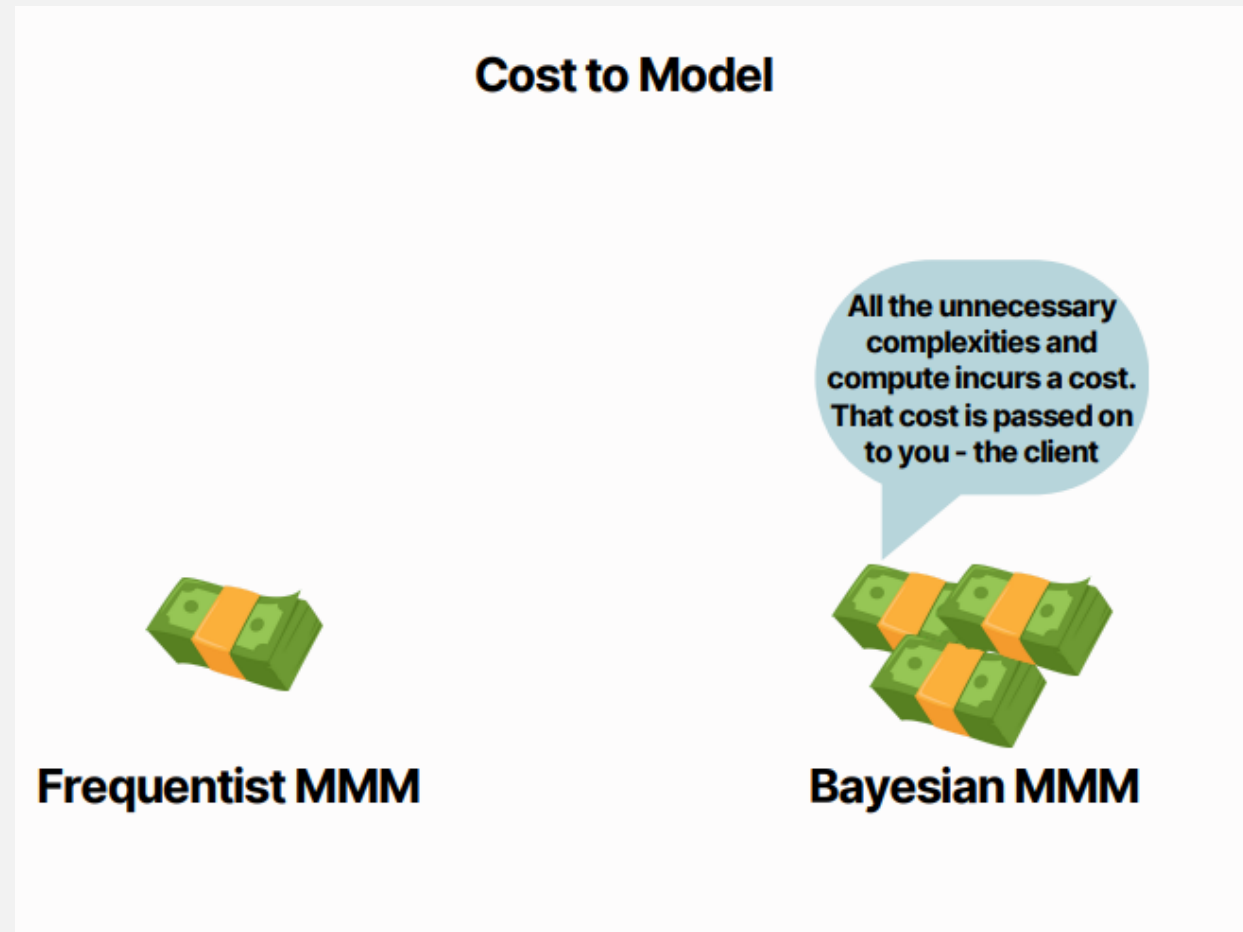 Cost to Model
All the unnecessary
complexities and
compute incurs a cost.
That cost is passed on
to you - the client
Frequentist MMM
Bayesian MMM